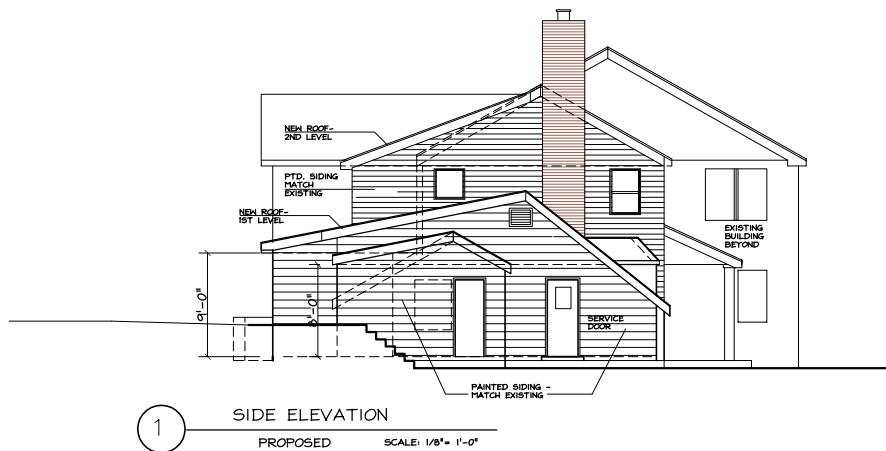 NEW ROOF-
2ND LEVEL
PTD. SIDING
MATCH
EXISTING
NEW ROOF-
1ST LEVEL
EXISTING
BUILDING
BEYOND
9'-0"
8'-0"
SERVICE
DOOR
PAINTED SIDING -
MATCH EXISTING
1
SIDE ELEVATION
PROPOSED SCALE: 1/8"= 1'-0"